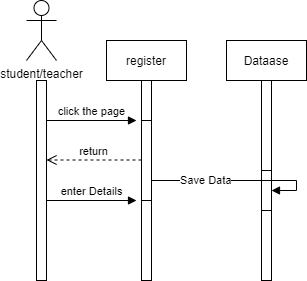 student/teacher
register
Dataase
click the page
return
Save Data
enter Details